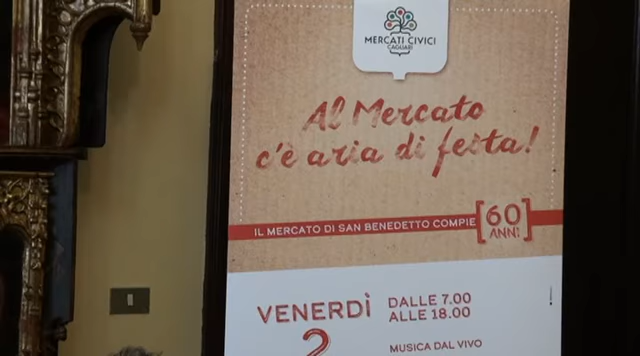 MERCATI CIVICI
CAGLIARI
Al Mercato
c'è aria di festa!
IL MERCATO DI SAN BENEDETTO COMPIE [60 ANNI]
VENERDÌ
2
DALLE 7.00
ALLE 18.00
MUSICA DAL VIVO